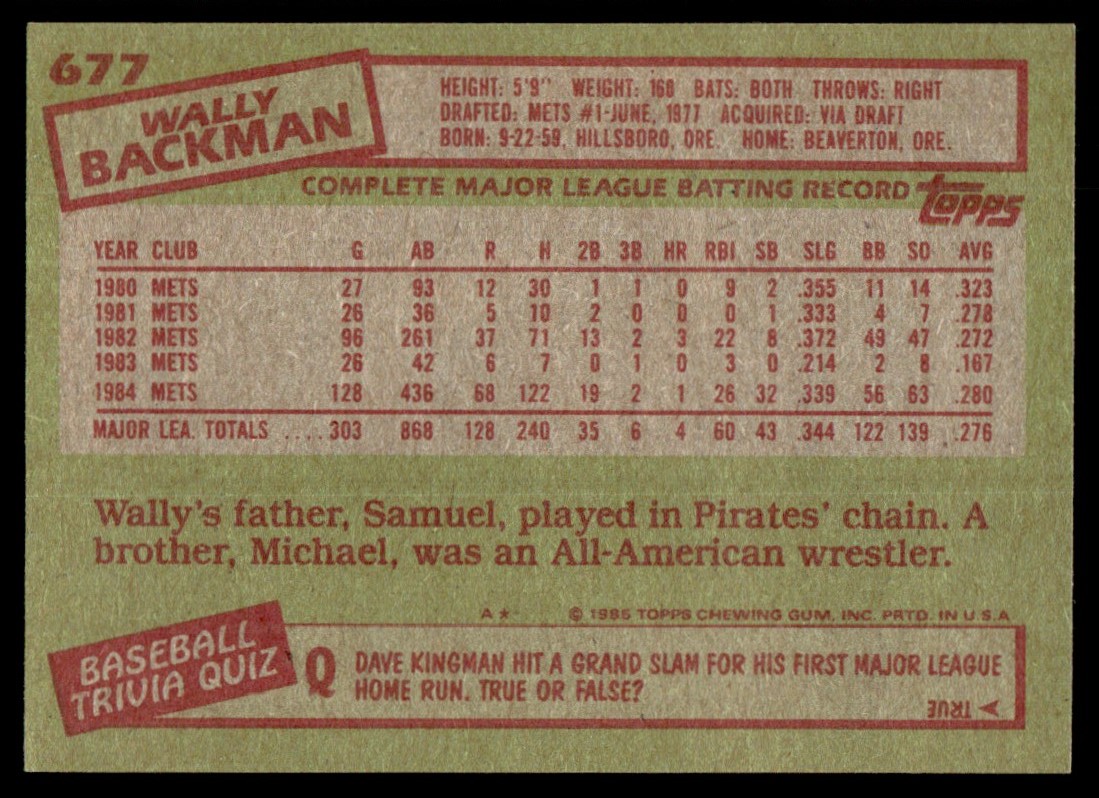 677
WALLY
BACKMAN
HEIGHT: 5'9" WEIGHT: 160 BATS: BOTH THROWS: RIGHT
DRAFTED: METS #1-JUNE, 1977 ACQUIRED: VIA DRAFT
BORN: 9-22-59, HILLSBORO, ORE. HOME: BEAVERTON, ORE.
COMPLETE MAJOR LEAGUE BATTING RECORD
TOPPS
YEAR CLUB G AB R H 2B 3B HR RBI SB SLG BB SO AVG
1980 METS 27 93 12 30 1 1 0 9 2 .355 11 14 .323
1981 METS 26 36 5 10 2 0 0 0 1 .333 4 7 .278
1982 METS 96 261 37 71 13 2 3 22 8 .372 49 47 .272
1983 METS 26 42 6 7 0 1 0 3 0 .214 2 8 .167
1984 METS 128 436 68 122 19 2 1 26 32 .339 56 63 .280
MAJOR LEA. TOTALS .... 303 868 128 240 35 6 4 60 43 .344 122 139 .276
Wally's father, Samuel, played in Pirates' chain. A
brother, Michael, was an All-American wrestler.
A★ © 1985 TOPPS CHEWING GUM, INC. PRTD. IN U.S.A
BASEBALL
TRIVIA QUIZ
Q DAVE KINGMAN HIT A GRAND SLAM FOR HIS FIRST MAJOR LEAGUE
HOME RUN. TRUE OR FALSE?
TRUE